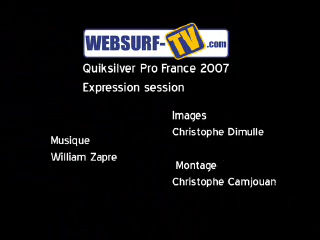 WEBSURF-TV.com
Quiksilver Pro France 2007
Expression session
Images
Christophe Dimulle
Musique
William Zapre
Montage
Christophe Camjouan